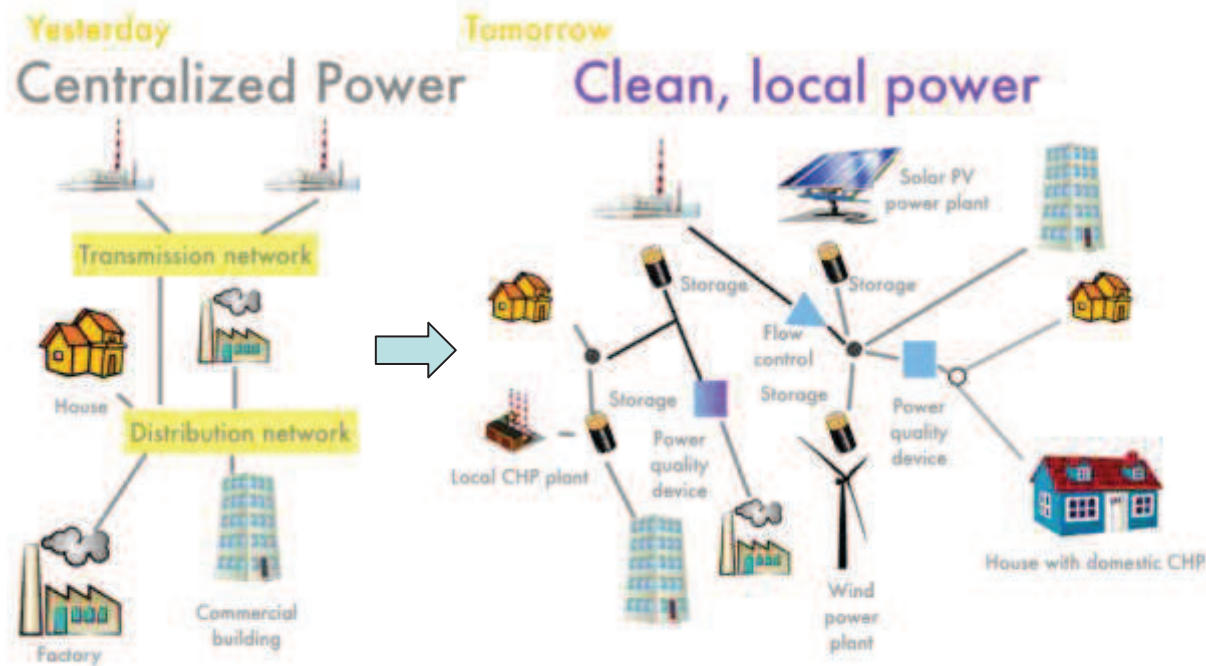 Yesterday
Centralized Power
Transmission network
House
Distribution network
Commercial
building
Factory
Tomorrow
Clean, local power
Solar PV
power plant
Storage
Storage
Flow
control
Storage
Storage
Power
quality
device
Power
quality
device
Local CHP plant
House with domestic CHP
Wind
power
plant